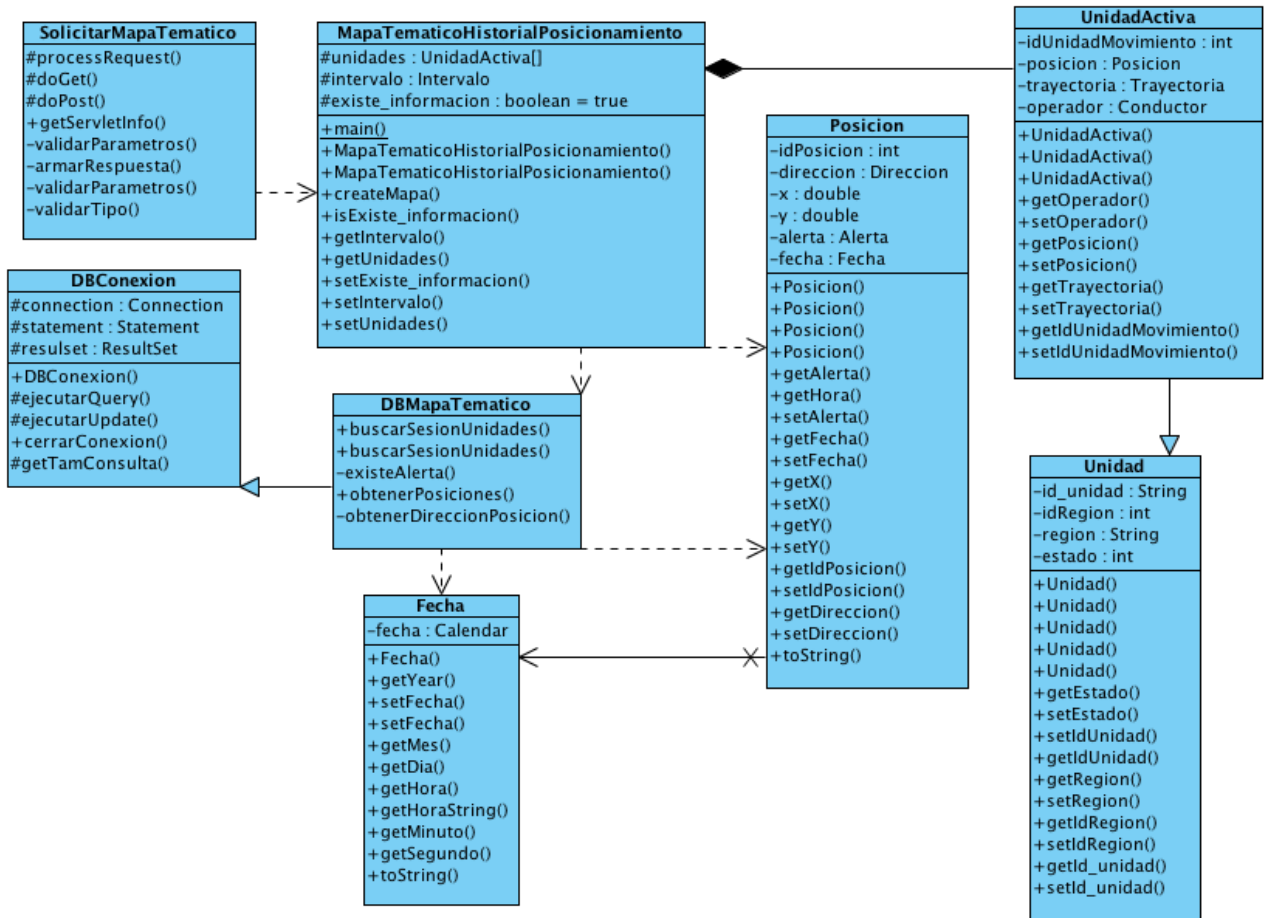 SolicitarMapaTematico
#processRequest()
#doGet()
#doPost()
+getServletInfo()
-validarParametros()
-armarRespuesta()
-validarParametros()
-validarTipo()
MapaTematicoHistorialPosicionamiento
#unidades : UnidadActiva[]
#intervalo : Intervalo
#existe_informacion : boolean = true
+main()
+MapaTematicoHistorialPosicionamiento()
+MapaTematicoHistorialPosicionamiento()
+createMapa()
+isExiste_informacion()
+getIntervalo()
+getUnidades()
+setExiste_informacion()
+setIntervalo()
+setUnidades()
UnidadActiva
-idUnidadMovimiento : int
-posicion : Posicion
-trayectoria : Trayectoria
-operador : Conductor
+UnidadActiva()
+UnidadActiva()
+UnidadActiva()
+getOperador()
+setOperador()
+getPosicion()
+setPosicion()
+getTrayectoria()
+setTrayectoria()
+getIdUnidadMovimiento()
+setIdUnidadMovimiento()
Posicion
-idPosicion : int
-direccion : Direccion
-x : double
-y : double
-alerta : Alerta
-fecha : Fecha
+Posicion()
+Posicion()
+Posicion()
+Posicion()
+getAlerta()
+getHora()
+setAlerta()
+getFecha()
+setFecha()
+getX()
+setX()
+getY()
+setY()
+getIdPosicion()
+setIdPosicion()
+getDireccion()
+setDireccion()
+toString()
DBConexion
#connection : Connection
#statement : Statement
#resulset : ResultSet
+DBConexion()
#ejecutarQuery()
#ejecutarUpdate()
+cerrarConexion()
#getTamConsulta()
DBMapaTematico
+buscarSesionUnidades()
+buscarSesionUnidades()
-existeAlerta()
+obtenerPosiciones()
-obtenerDireccionPosicion()
Unidad
-id_unidad : String
-idRegion : int
-region : String
-estado : int
+Unidad()
+Unidad()
+Unidad()
+Unidad()
+Unidad()
+getEstado()
+setEstado()
+setIdUnidad()
+getIdUnidad()
+getRegion()
+setRegion()
+getIdRegion()
+setIdRegion()
+getId_unidad()
+setId_unidad()
Fecha
-fecha : Calendar
+Fecha()
+getYear()
+setFecha()
+setFecha()
+getMes()
+getDia()
+getHora()
+getHoraString()
+getMinuto()
+getSegundo()
+toString()